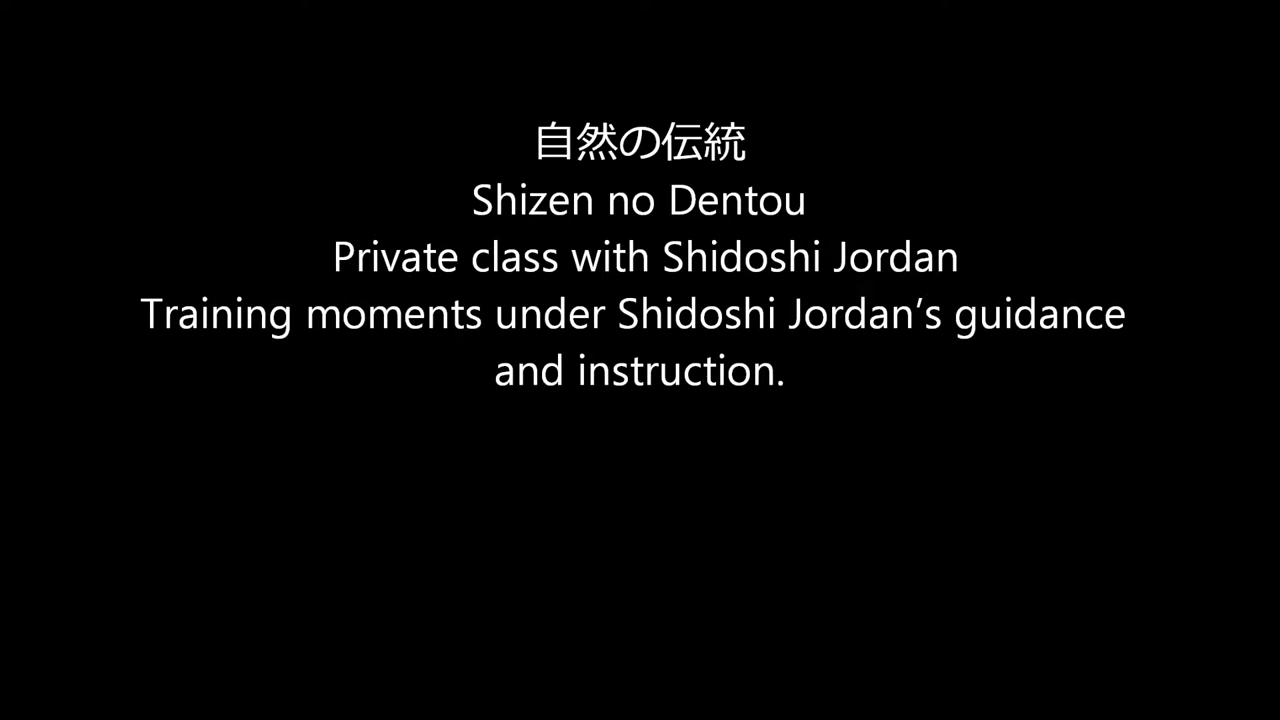 自然の伝統
Shizen no Dentou
Private class with Shidoshi Jordan
Training moments under Shidoshi Jordan’s guidance
and instruction.